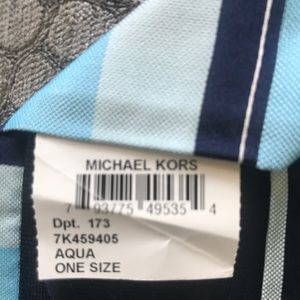 MICHAEL KORS
7 93775 49535 4
Dpt. 173
7K459405
AQUA
ONE SIZE